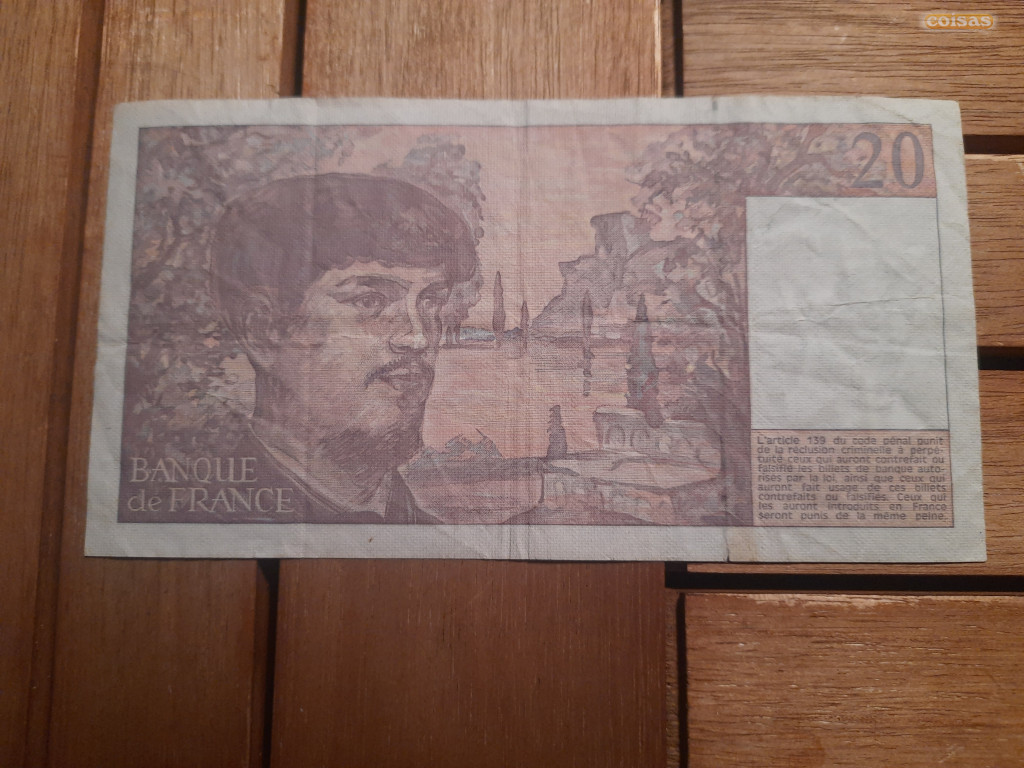 coisas
20
BANQUE
de FRANCE
L'article 139 du code pénal punit
de la réclusion criminelle à perpé-
tuité ceux qui auront contrefait ou
falsifié les billets de banque auto-
risés par la loi, ainsi que ceux qui
auront fait usage de ces billets
contrefaits ou falsifiés. Ceux qui
les auront introduits en France
seront punis de la même peine.